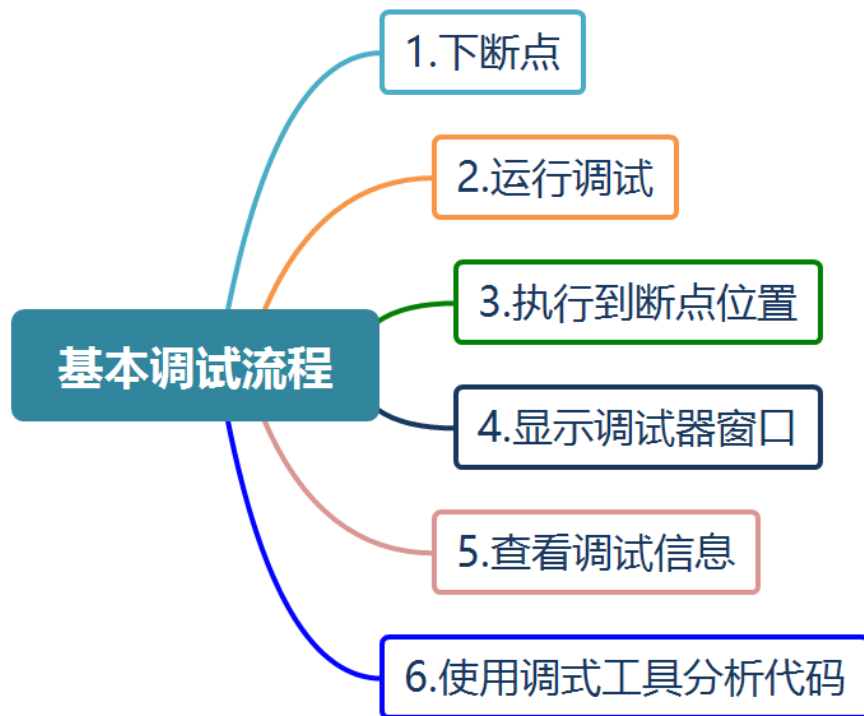 1.下断点
2.运行调试
3.执行到断点位置
基本调试流程
4.显示调试器窗口
5.查看调试信息
6.使用调式工具分析代码